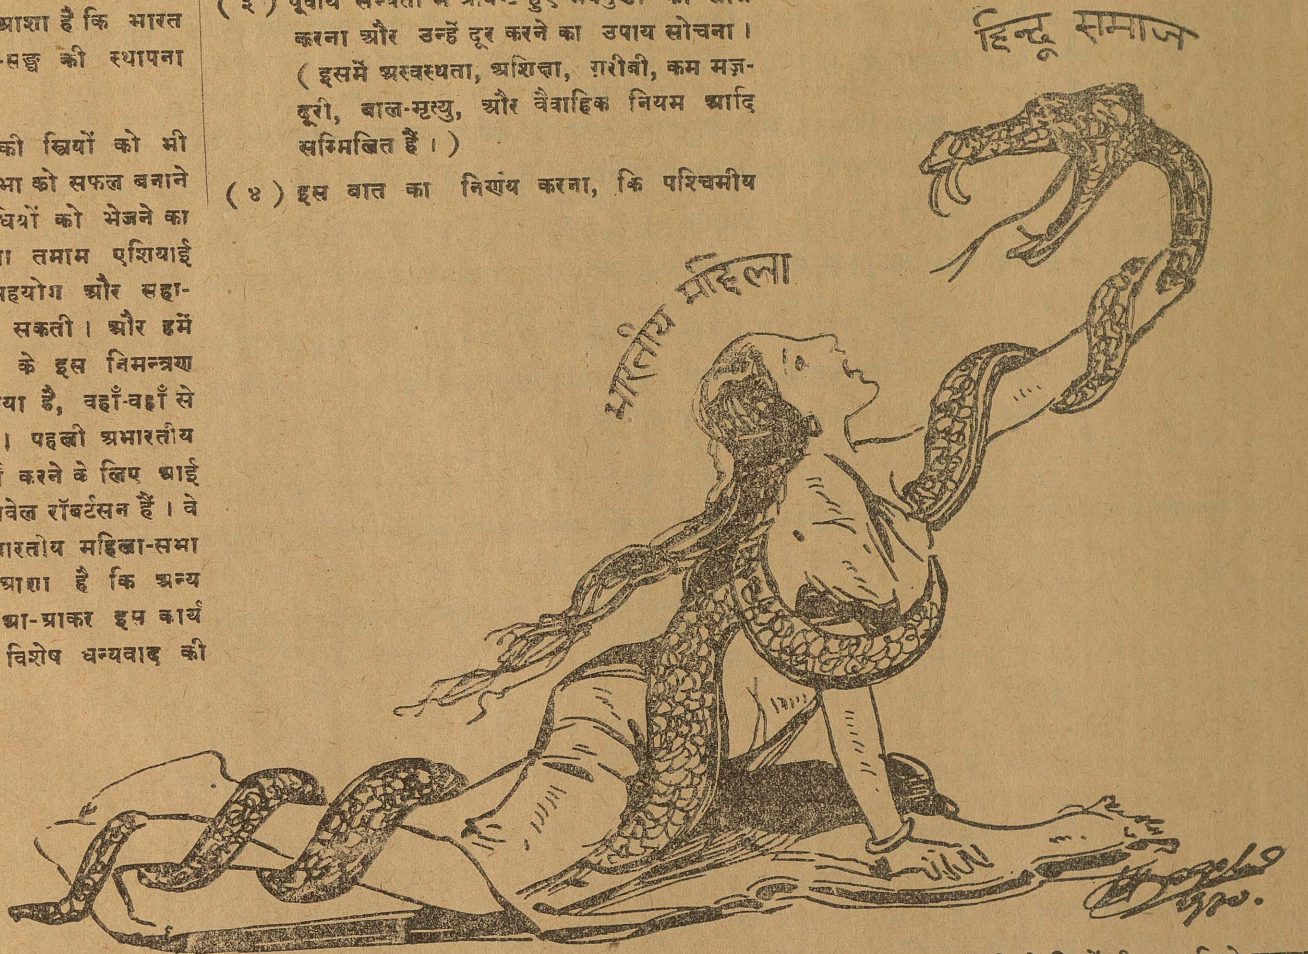 आशा है कि भारत
-सङ्घ की स्थापना
की स्त्रियों को भी
भा को सफल बनाने
को भेजने का
तमाम एशियाई
और सहा-
सकती । और हमें
के इस निमन्त्रण
है, वहाँ-वहाँ से
। पहली अभारतीय
करने के लिए आई
रॉबर्टसन हैं । वे
महिला-सभा
आशा है कि अन्य
आ-आकर इस कार्य
विशेष धन्यवाद की
करना और उन्हें दूर करने का उपाय सोचना ।
( इसमें अस्वस्थता, अशिक्षा, ग़रीबी, कम मज़-
दूरी, बाल-मृत्यु, और वैवाहिक नियम आदि
सम्मिलित हैं । )
( ४ ) इस बात का निर्णय करना, कि पश्चिमीय
हिन्दू समाज
भारतीय महिला